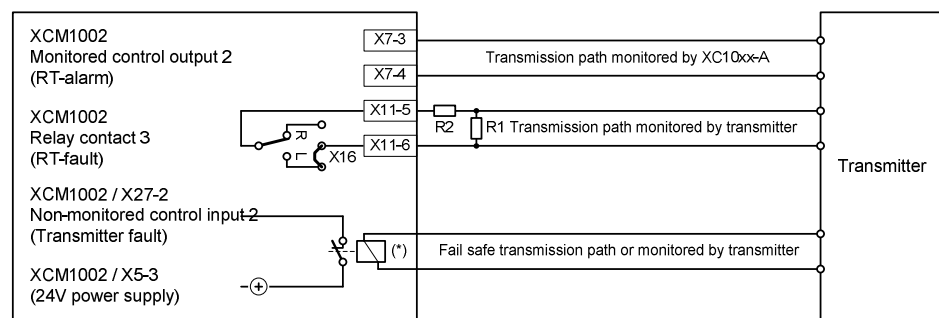 XCM1002
Monitored control output 2
(RT-alarm)
X7-3
X7-4
Transmission path monitored by XC10xx-A
XCM1002
Relay contact 3
(RT-fault)
R
L
X16
X11-5
X11-6
R2
R1 Transmission path monitored by transmitter
Transmitter
XCM1002 / X27-2
Non-monitored control input 2
(Transmitter fault)
(*)
Fail safe transmission path or monitored by transmitter
XCM1002 / X5-3
(24V power supply)